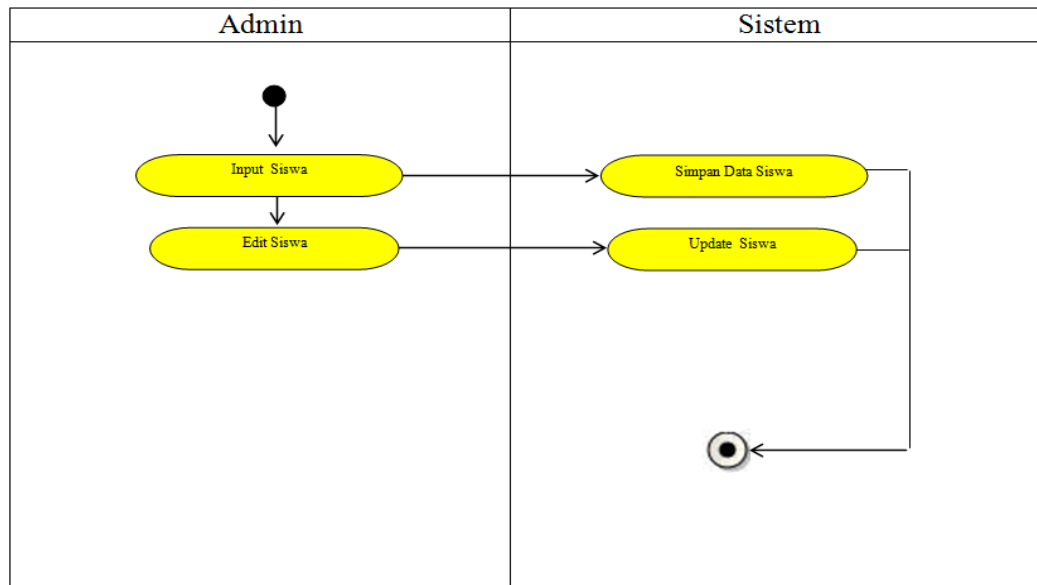 Admin
Sistem
Input Siswa
Simpan Data Siswa
Edit Siswa
Update Siswa